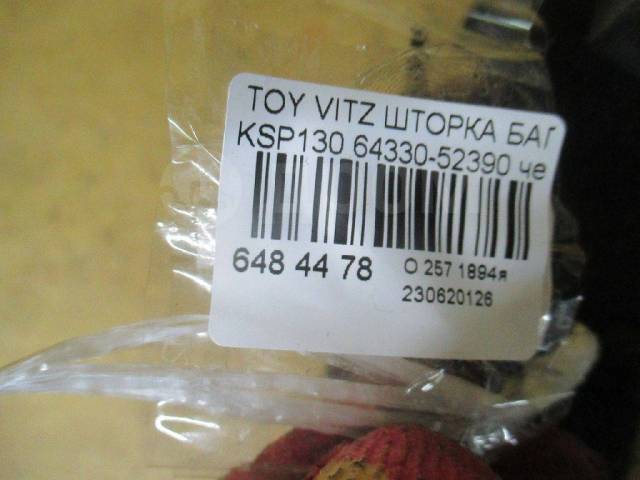 TOY VITZ ШТОРКА БАГ
KSP130 64330-52390 че
648 44 78
О 257 1894я
230620126